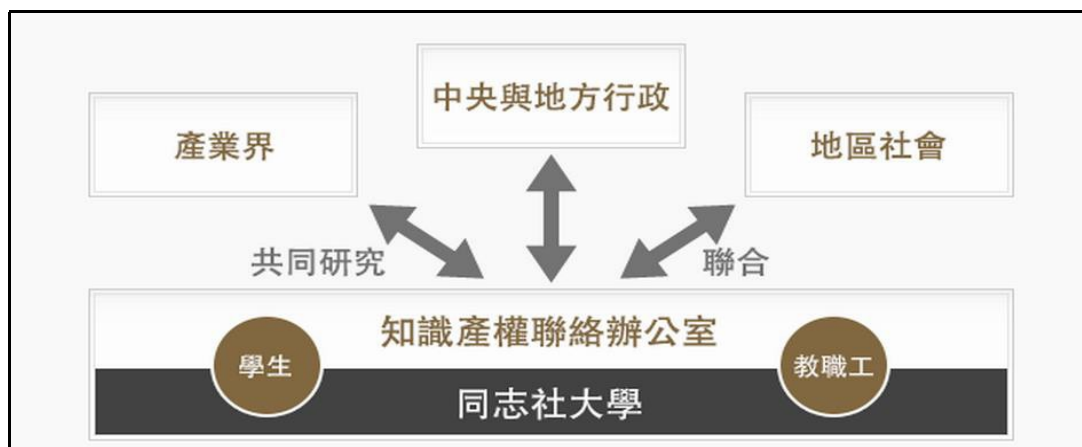 中央與地方行政
產業界
地區社會
共同研究
聯合
知識產權聯絡辦公室
學生
教職工
同志社大學